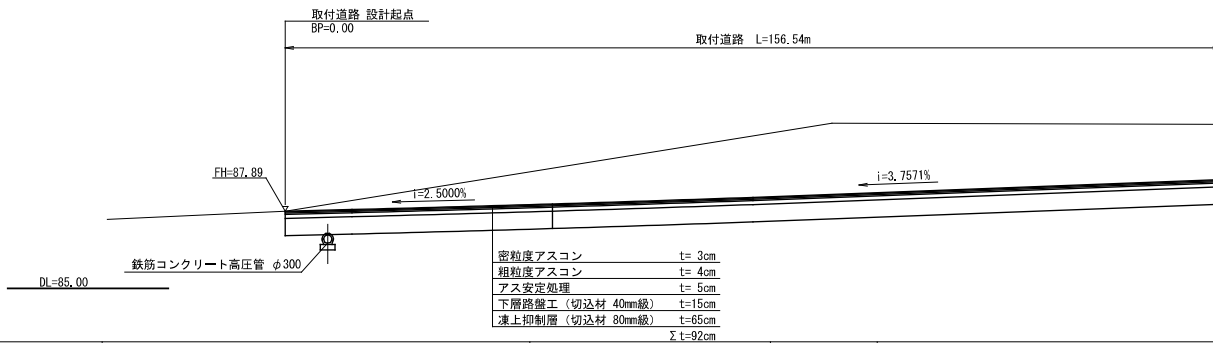 取付道路 設計起点
BP=0.00
取付道路 L=156.54m
FH=87.89
i=2.5000%
i=3.7571%
鉄筋コンクリート高圧管 φ300
DL=85.00
密粒度アスコン t= 3cm
粗粒度アスコン t= 4cm
アス安定処理 t= 5cm
下層路盤工 (切込材 40mm級) t=15cm
凍上抑制層 (切込材 80mm級) t=65cm
Σt=92cm